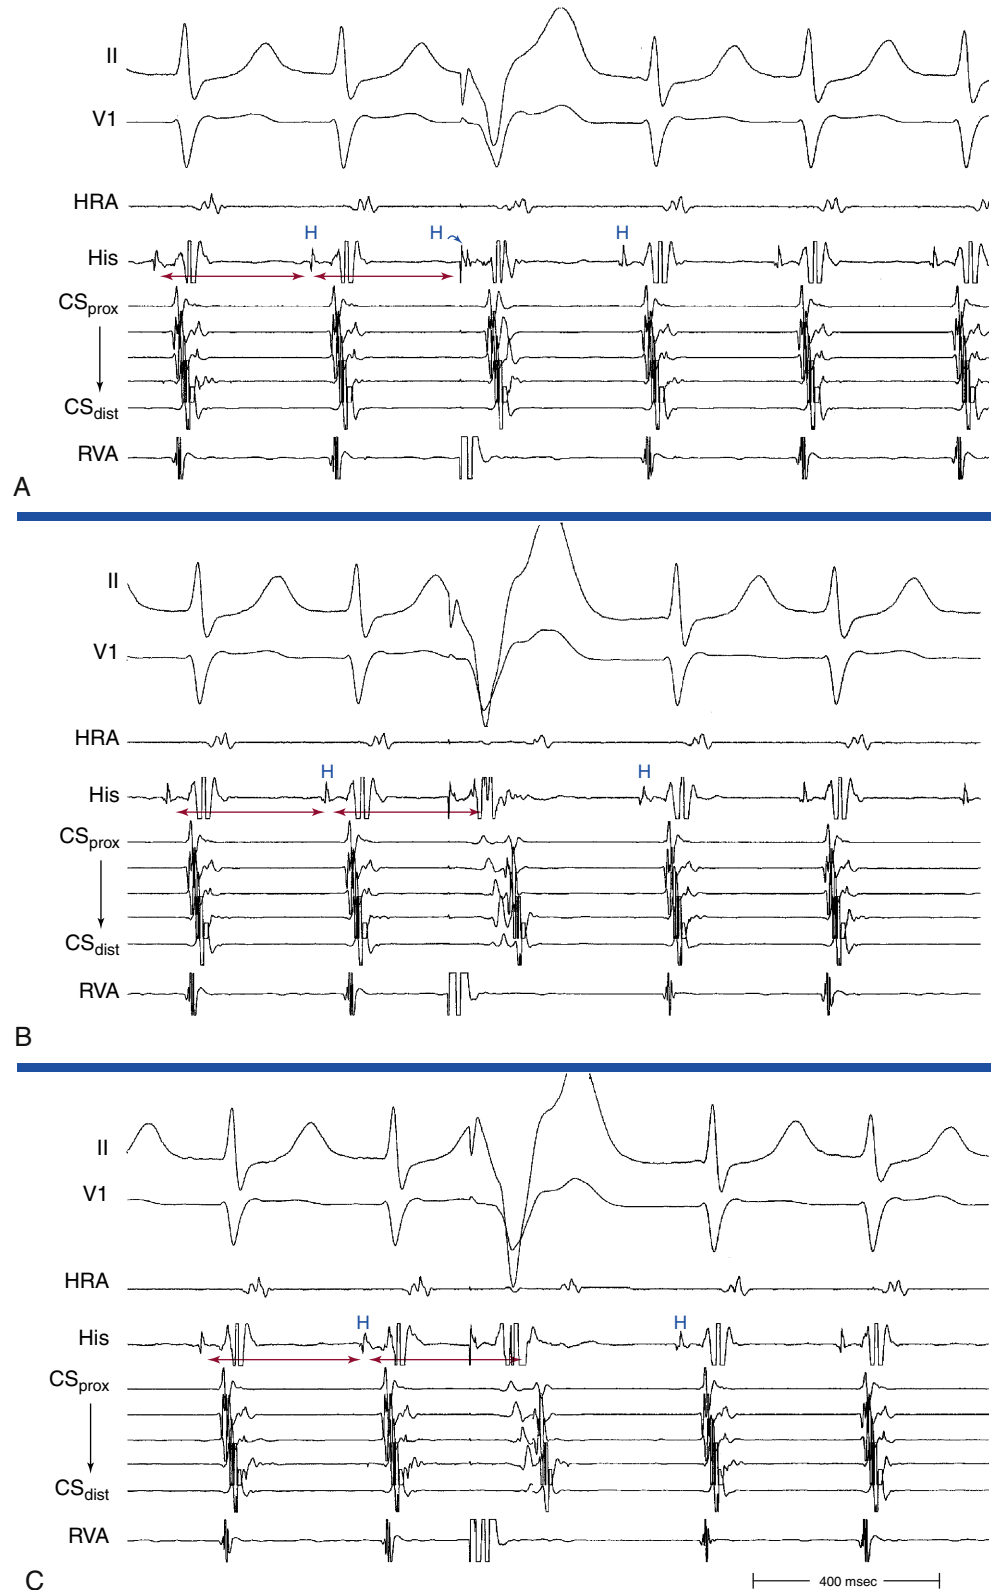 II
V1
HRA
H
H
H
His
CSprox
CSdist
RVA
A
II
V1
HRA
H
H
His
CSprox
CSdist
RVA
B
II
V1
HRA
H
H
His
CSprox
CSdist
RVA
C
400 msec